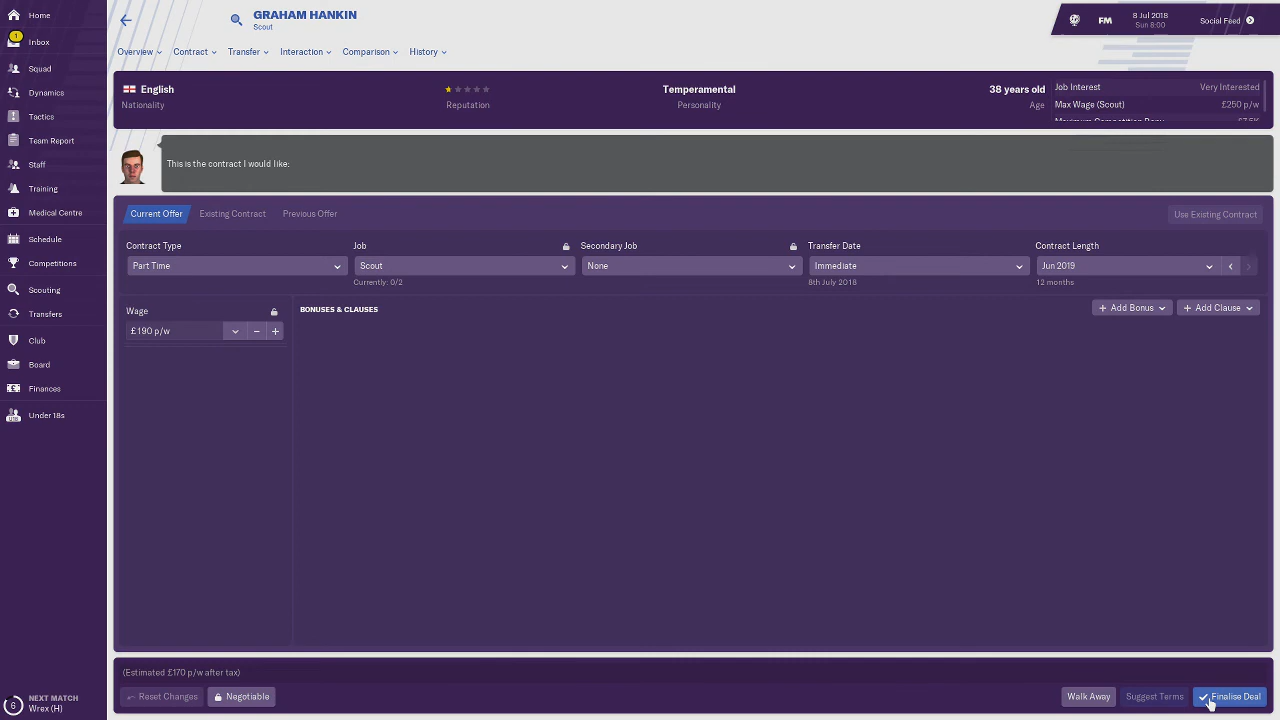 Home
GRAHAM HANKIN
Scout
FM
8 Jul 2018
Sun 8:00
Social Feed
1
Inbox
Overview
Contract
Transfer
Interaction
Comparison
History
Squad
Dynamics
Tactics
Team Report
Staff
Training
Medical Centre
Schedule
Competitions
Scouting
Transfers
Club
Board
Finances
Under 18s
English
Nationality
Reputation
Temperamental
Personality
38 years old
Age
Job Interest Very Interested
Max Wage (Scout) £250 p/w
This is the contract I would like:
Current Offer
Existing Contract
Previous Offer
Use Existing Contract
Contract Type
Part Time
Job
Scout
Currently: 0/2
Secondary Job
None
Transfer Date
Immediate
8th July 2018
Contract Length
Jun 2019
12 months
Wage
£190 p/w
BONUSES & CLAUSES
Add Bonus
Add Clause
(Estimated £170 p/w after tax)
Reset Changes
Negotiable
Walk Away
Suggest Terms
Finalise Deal
6
NEXT MATCH
Wrex (H)